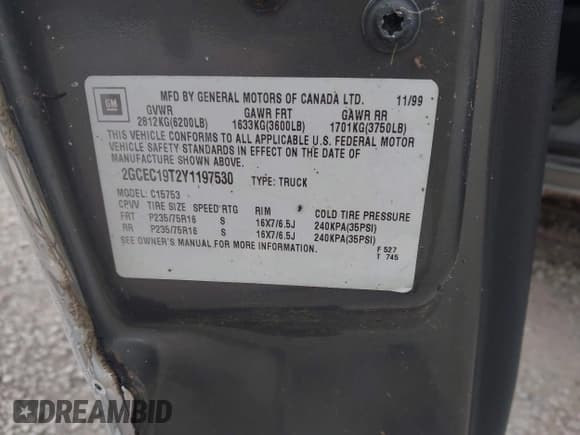 GM
MFD BY GENERAL MOTORS OF CANADA LTD. 11/99
GVWR GAWR FRT GAWR RR
2812KG(6200LB) 1633KG(3600LB) 1701KG(3750LB)
THIS VEHICLE CONFORMS TO ALL APPLICABLE U.S. FEDERAL MOTOR
VEHICLE SAFETY STANDARDS IN EFFECT ON THE DATE OF
MANUFACTURE SHOWN ABOVE.
2GCEC19T2Y1197530 TYPE: TRUCK
MODEL: C15753
CPVV TIRE SIZE SPEED RTG RIM COLD TIRE PRESSURE
FRT P235/75R16 S 16X7/6.5J 240KPA(35PSI)
RR P235/75R16 S 16X7/6.5J 240KPA(35PSI)
SEE OWNER'S MANUAL FOR MORE INFORMATION.
F 527
T 745
DREAMBID